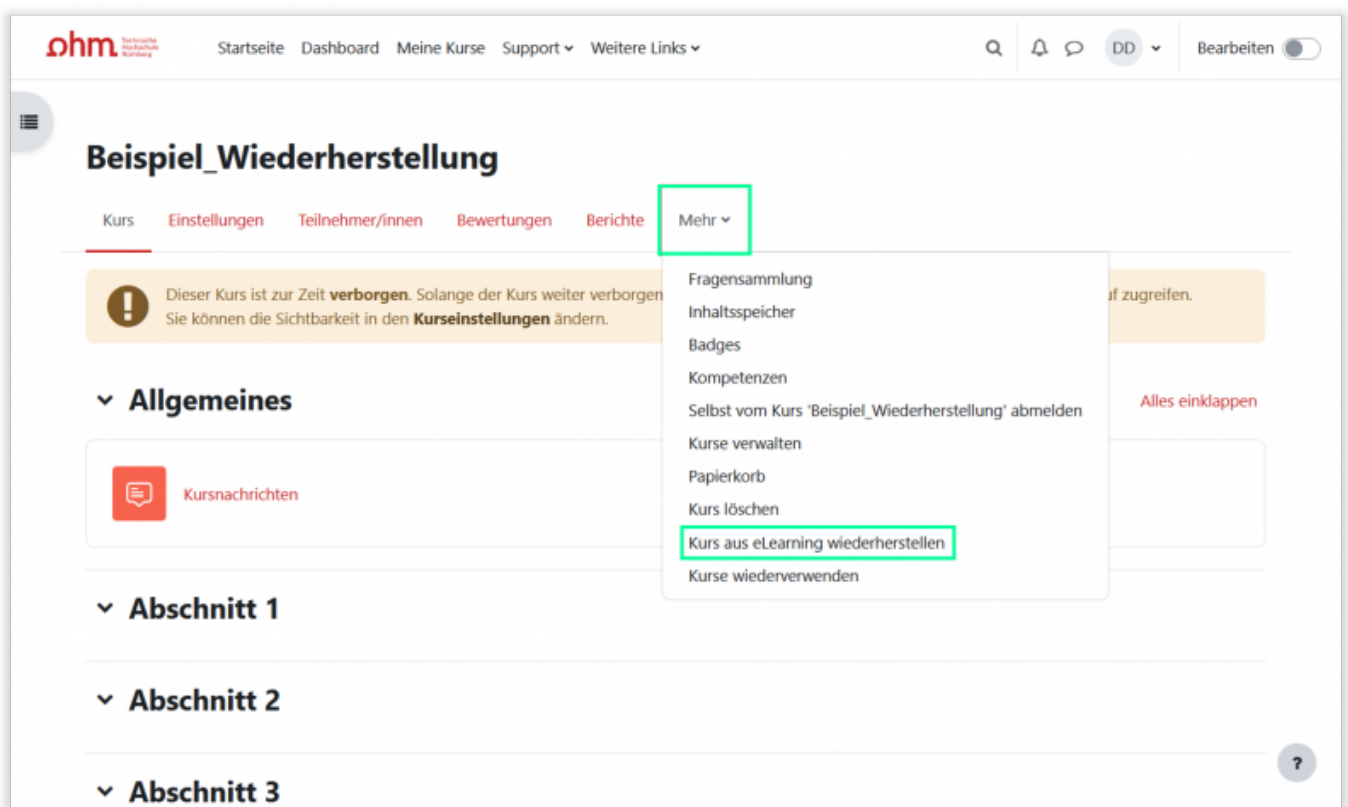 ohm Technische
Hochschule
Nürnberg
Startseite Dashboard Meine Kurse Support Weitere Links DD Bearbeiten
Beispiel_Wiederherstellung
Kurs Einstellungen Teilnehmer/innen Bewertungen Berichte Mehr
Dieser Kurs ist zur Zeit verborgen. Solange der Kurs weiter verborgen f zugreifen.
Sie können die Sichtbarkeit in den Kurseinstellungen ändern.
Fragensammlung
Inhaltsspeicher
Badges
Kompetenzen
Selbst vom Kurs 'Beispiel_Wiederherstellung' abmelden
Kurse verwalten
Papierkorb
Kurs löschen
Kurs aus eLearning wiederherstellen
Kurse wiederverwenden
Allgemeines
Alles einklappen
Kursnachrichten
Abschnitt 1
Abschnitt 2
?
Abschnitt 3